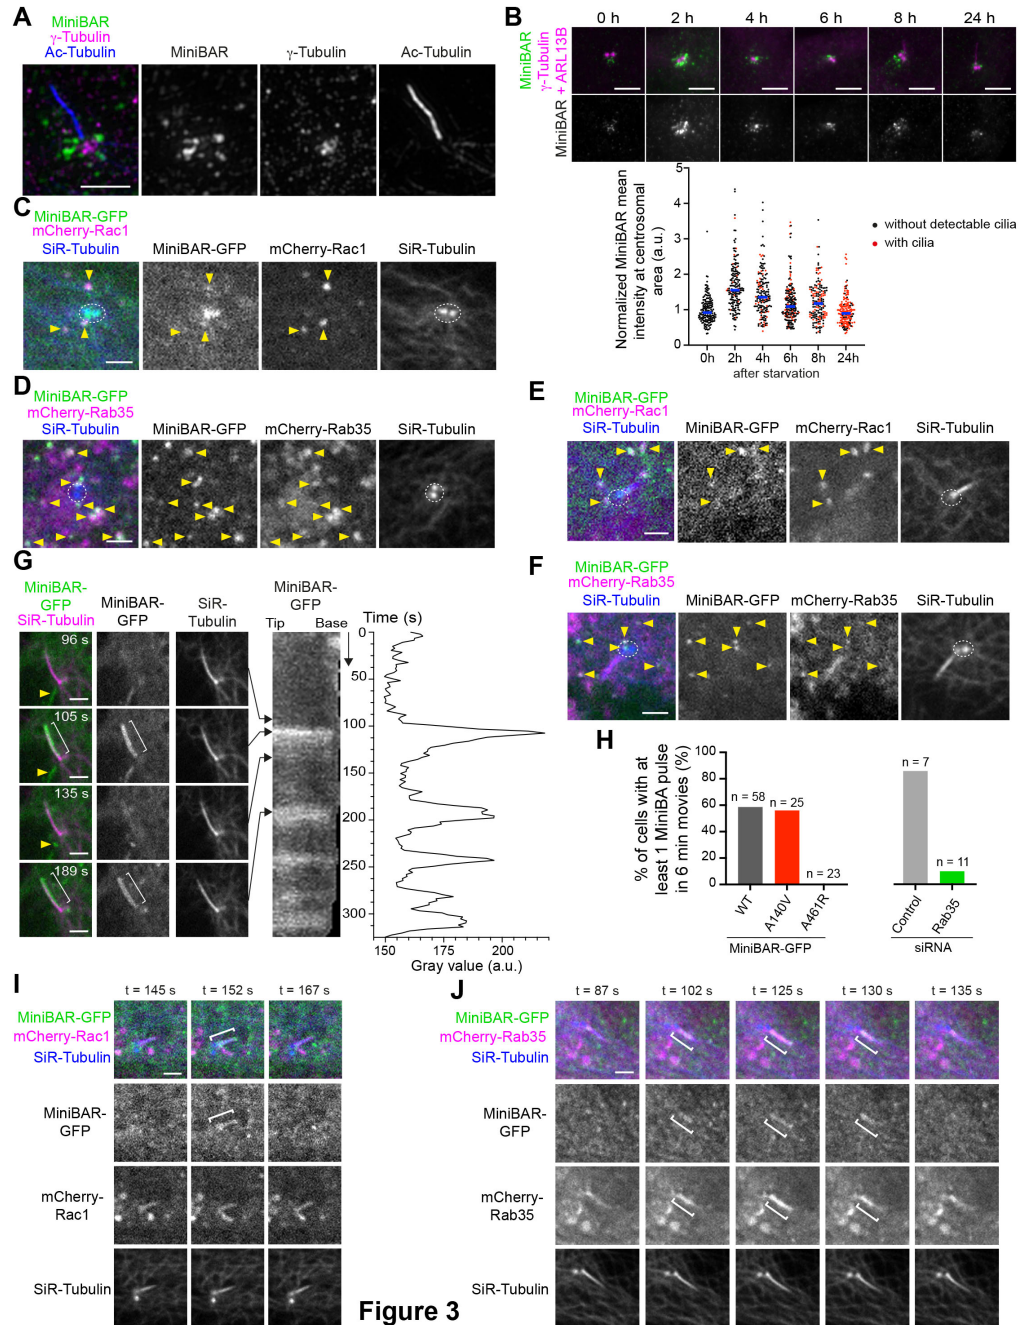 A
MiniBAR
γ-Tubulin
Ac-Tubulin
MiniBAR
γ-Tubulin
Ac-Tubulin
B
0 h
2 h
4 h
6 h
8 h
24 h
MiniBAR
γ-Tubulin
+ ARL13B
MiniBAR
Normalized MiniBAR mean
intensity at centrosomal
area (a.u.)
5
4
3
2
1
0
0h
2h
4h
6h
8h
24h
after starvation
without detectable cilia
with cilia
C
MiniBAR-GFP
mCherry-Rac1
SiR-Tubulin
MiniBAR-GFP
mCherry-Rac1
SiR-Tubulin
D
MiniBAR-GFP
mCherry-Rab35
SiR-Tubulin
MiniBAR-GFP
mCherry-Rab35
SiR-Tubulin
E
MiniBAR-GFP
mCherry-Rac1
SiR-Tubulin
MiniBAR-GFP
mCherry-Rac1
SiR-Tubulin
F
MiniBAR-GFP
mCherry-Rab35
SiR-Tubulin
MiniBAR-GFP
mCherry-Rab35
SiR-Tubulin
G
MiniBAR-
GFP
SiR-Tubulin
MiniBAR-
GFP
SiR-
Tubulin
MiniBAR-
GFP
Tip
Base
Time (s)
96 s
105 s
135 s
189 s
0
50
100
150
200
250
300
150
200
Gray value (a.u.)
H
% of cells with at
least 1 MiniBA pulse
in 6 min movies (%)
100
80
60
40
20
0
n = 58
n = 25
n = 23
n = 7
n = 11
WT
A140V
A461R
MiniBAR-GFP
Control
Rab35
siRNA
I
t = 145 s
t = 152 s
t = 167 s
MiniBAR-GFP
mCherry-Rac1
SiR-Tubulin
MiniBAR-
GFP
mCherry-
Rac1
SiR-Tubulin
J
t = 87 s
t = 102 s
t = 125 s
t = 130 s
t = 135 s
MiniBAR-GFP
mCherry-Rab35
SiR-Tubulin
MiniBAR-
GFP
mCherry-
Rab35
SiR-Tubulin
Figure 3